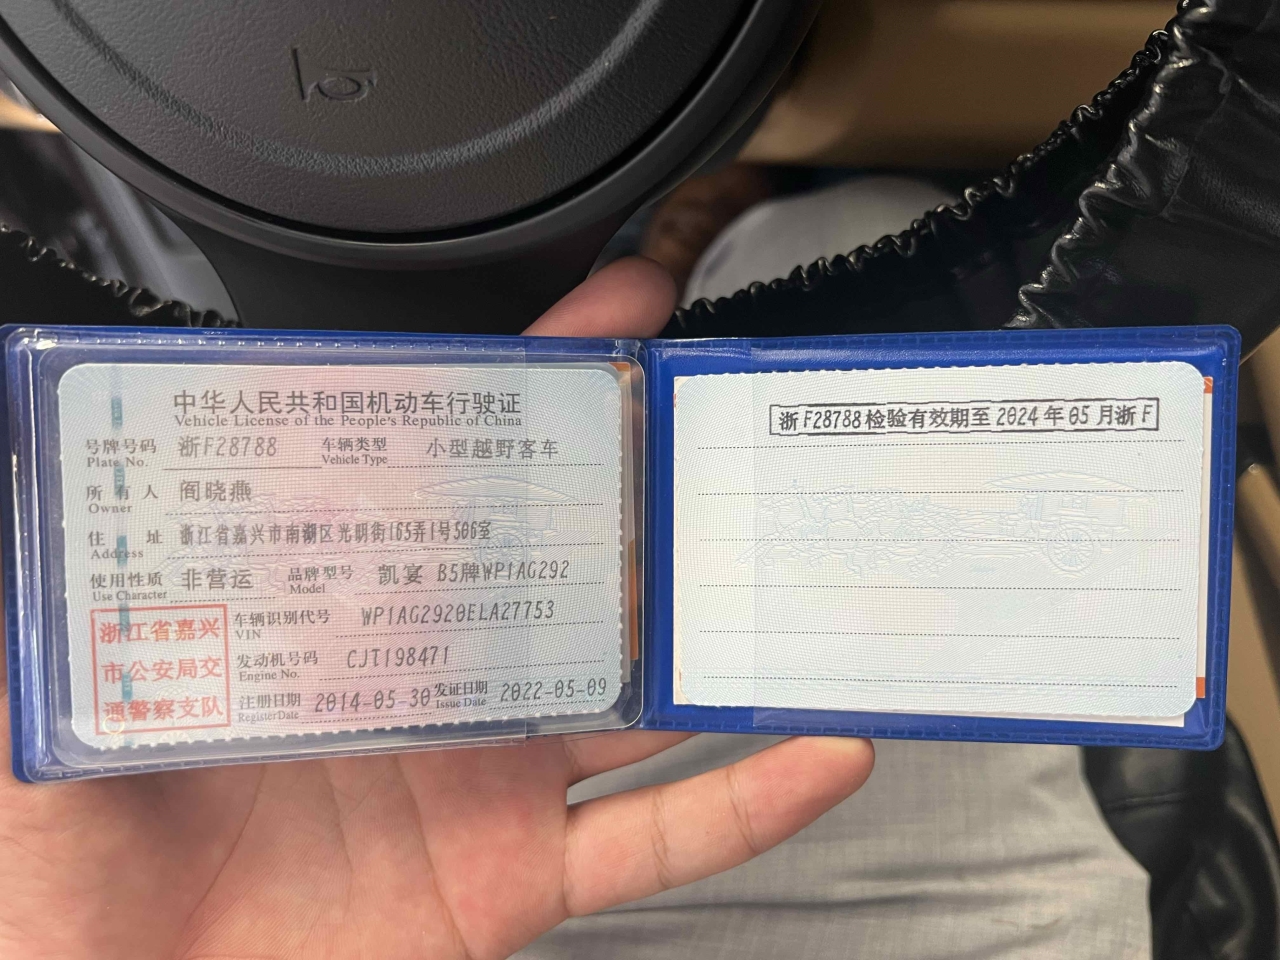 中华人民共和国机动车行驶证
Vehicle License of the People's Republic of China
号牌号码 浙F28788 车辆类型 小型越野客车
Plate No. Vehicle Type
所有人 阎晓燕
Owner
住址 浙江省嘉兴市南湖区光明街165弄1号506室
Address
使用性质 非营运 品牌型号 凯宴 B5牌WP1AG292
Use Character Model
车辆识别代号 WP1AG2920ELA27753
VIN
发动机号码 CJT198471
Engine No.
注册日期 2014-05-30 发证日期 2022-05-09
Register Date Issue Date
浙江省嘉兴
市公安局交
通警察支队
浙F28788检验有效期至2024年05月浙F